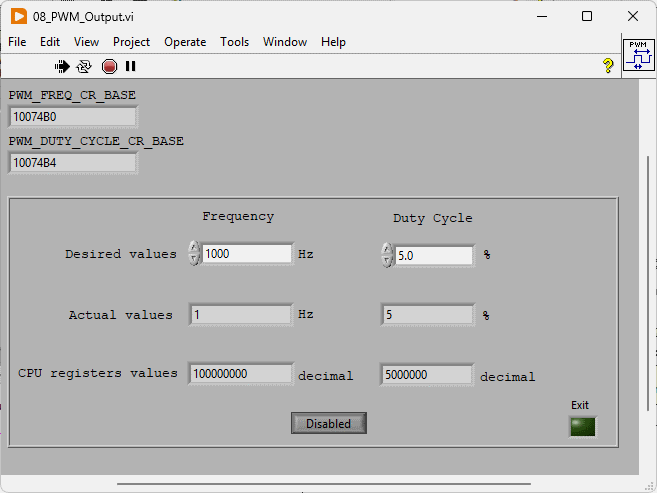 08_PWM_Output.vi
File Edit View Project Operate Tools Window Help
PWM
?
PWM_FREQ_CR_BASE
10074B0
PWM_DUTY_CYCLE_CR_BASE
10074B4
Frequency Duty Cycle
Desired values 1000 Hz 5.0 %
Actual values 1 Hz 5 %
CPU registers values 100000000 decimal 5000000 decimal
Exit
Disabled